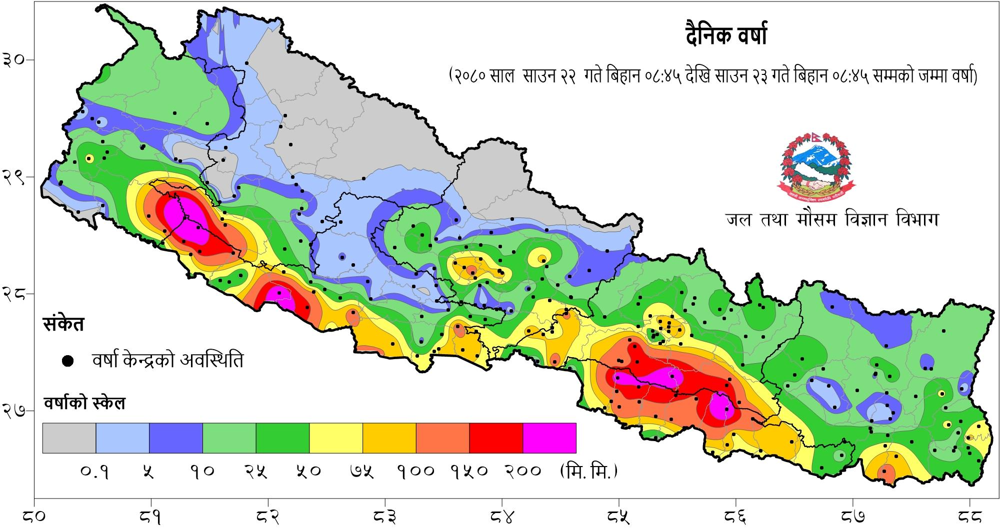 दैनिक वर्षा
(२०८० साल साउन २२ गते बिहान ०८:४५ देखि साउन २३ गते बिहान ०८:४५ सम्मको जम्मा वर्षा)
३०
२९
२८
२७
जल तथा मौसम विज्ञान विभाग
संकेत
वर्षा केन्द्रको अवस्थिति
वर्षाको स्केल
०.१ ५ १० २५ ५० ७५ १०० १५० २०० (मि. मि.)
८० ८१ ८२ ८३ ८४ ८५ ८६ ८७ ८८